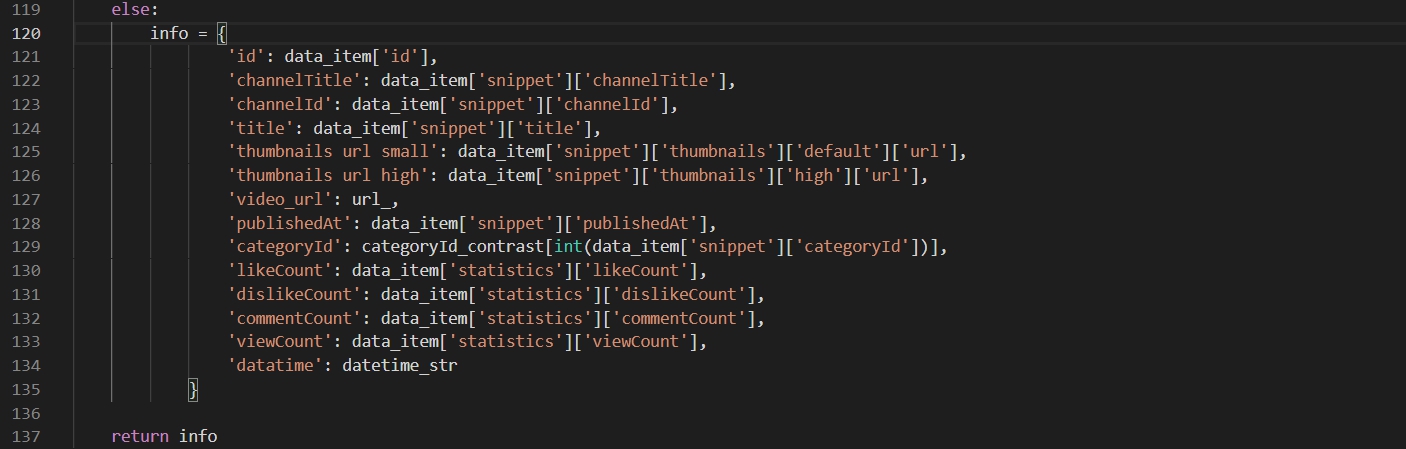 119 else:
120 info = {
121 'id': data_item['id'],
122 'channelTitle': data_item['snippet']['channelTitle'],
123 'channelId': data_item['snippet']['channelId'],
124 'title': data_item['snippet']['title'],
125 'thumbnails url small': data_item['snippet']['thumbnails']['default']['url'],
126 'thumbnails url high': data_item['snippet']['thumbnails']['high']['url'],
127 'video_url': url_,
128 'publishedAt': data_item['snippet']['publishedAt'],
129 'categoryId': categoryId_contrast[int(data_item['snippet']['categoryId'])],
130 'likeCount': data_item['statistics']['likeCount'],
131 'dislikeCount': data_item['statistics']['dislikeCount'],
132 'commentCount': data_item['statistics']['commentCount'],
133 'viewCount': data_item['statistics']['viewCount'],
134 'datatime': datetime_str
135 }
136
137 return info